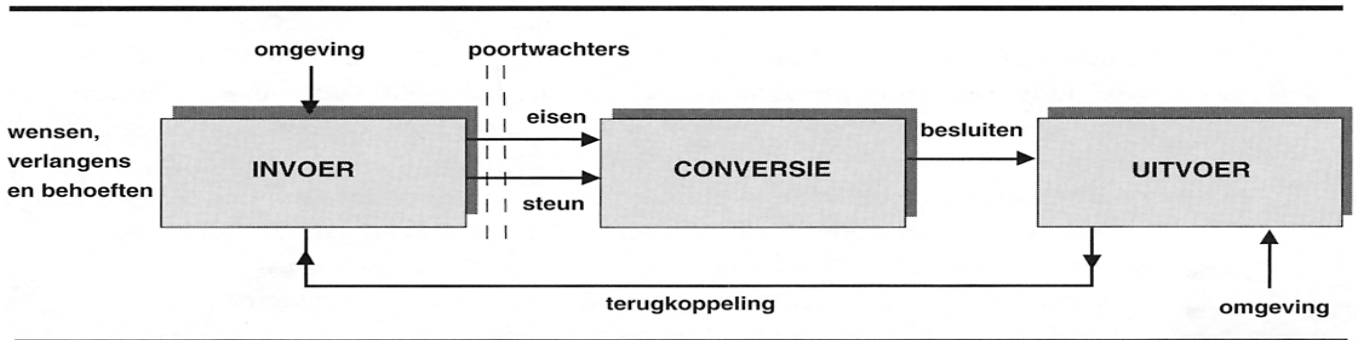 omgeving
poortwachters
wensen,
verlangens
en behoeften
INVOER
eisen
steun
CONVERSIE
besluiten
UITVOER
terugkoppeling
omgeving